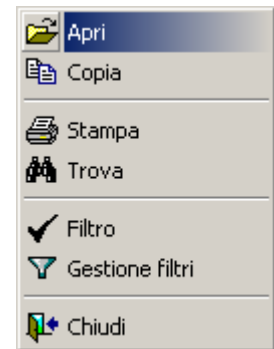 Apri
Copia
Stampa
Trova
Filtro
Gestione filtri
Chiudi